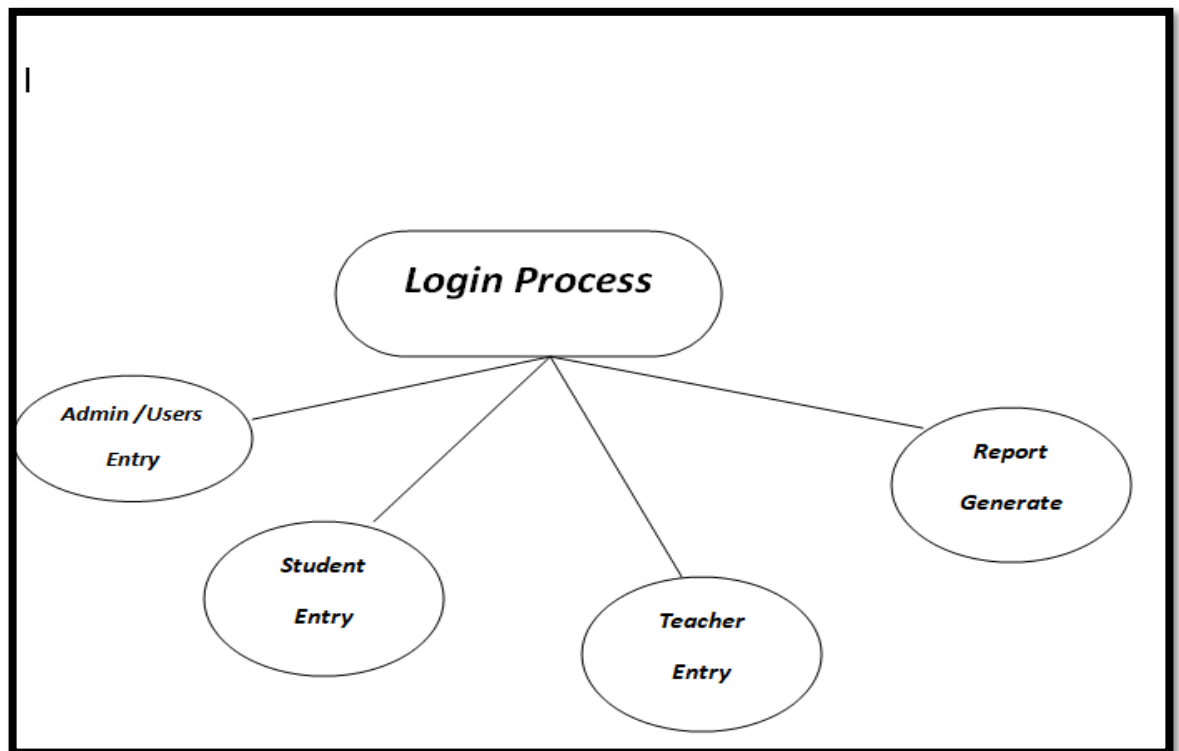 Login Process
Admin /Users
Entry
Student
Entry
Teacher
Entry
Report
Generate